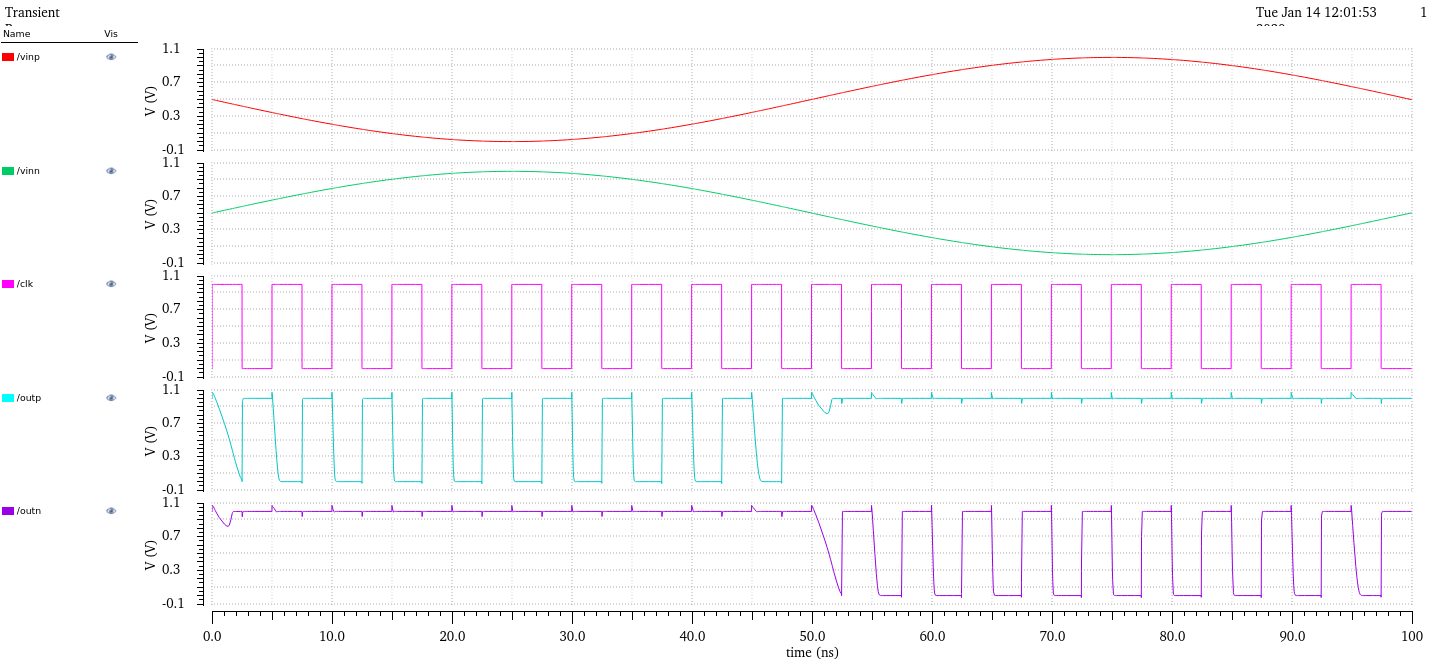 Transient
Tue Jan 14 12:01:53 1
Name Vis
/vinp
1.1
0.7
0.3
-0.1
V (V)
/vinn
1.1
0.7
0.3
-0.1
V (V)
/clk
1.1
0.7
0.3
-0.1
V (V)
/outp
1.1
0.7
0.3
-0.1
V (V)
/outn
1.1
0.7
0.3
-0.1
V (V)
0.0 10.0 20.0 30.0 40.0 50.0 60.0 70.0 80.0 90.0 100
time (ns)